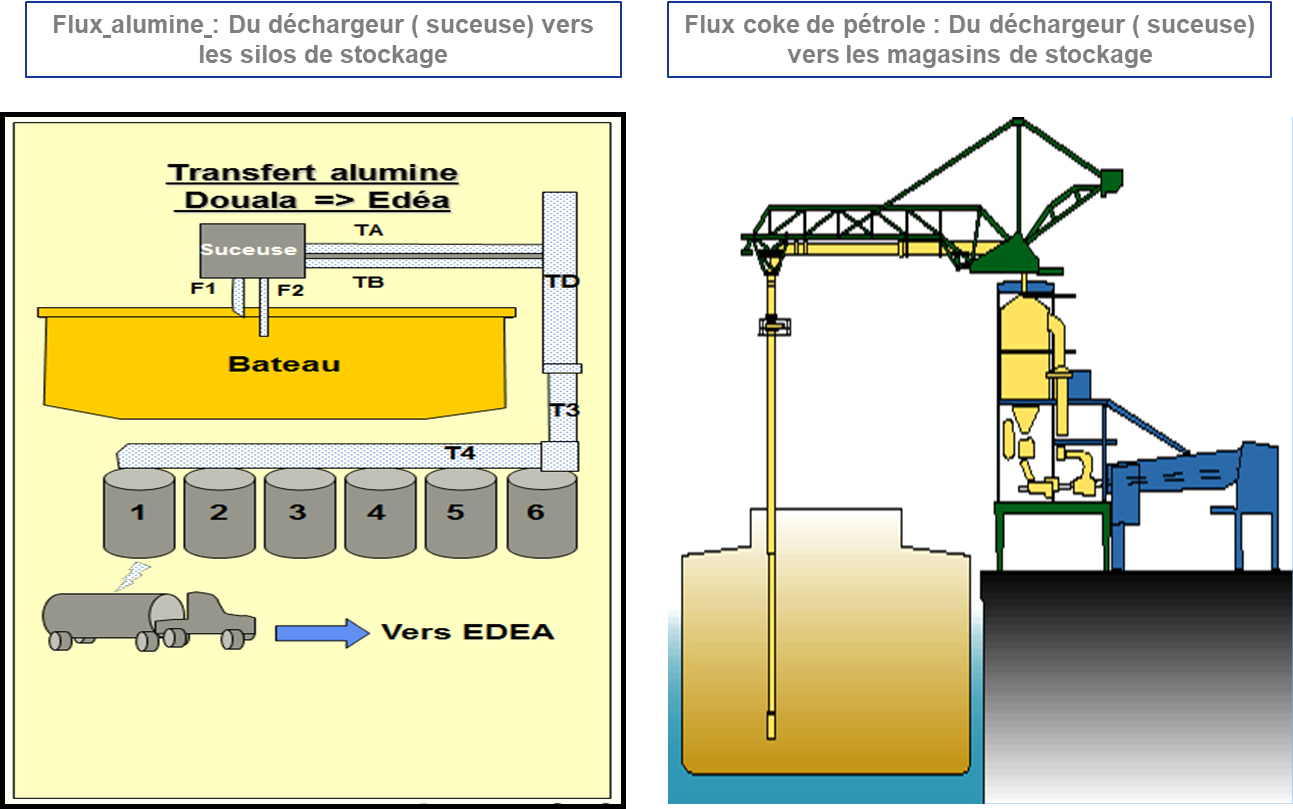 Flux alumine : Du déchargeur ( suceuse) vers
les silos de stockage
Flux coke de pétrole : Du déchargeur ( suceuse)
vers les magasins de stockage
Transfert alumine
Douala => Edéa
Suceuse
TA
TB
TD
F1
F2
Bateau
T3
T4
1
2
3
4
5
6
Vers EDEA